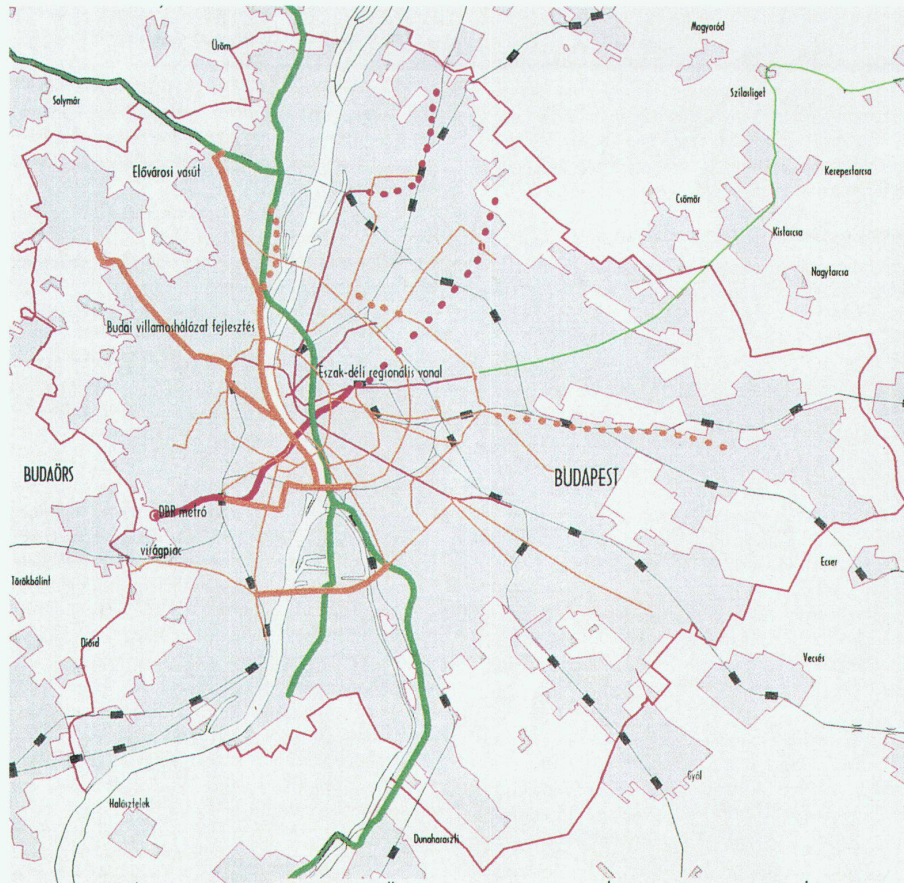 Magyaród
Üröm
Szilasliget
Solymár
Elővárosi vasút
Kerepestarcsa
Csömör
Kistarcsa
Nagytarcsa
Budai villamoshálózat fejlesztés
Észak-déli regionális vonal
BUDAÖRS
BUDAPEST
DBR metró
virágpiac
Ecser
Törökbálint
Diósd
Vecsés
Gyál
Halásztelek
Dunaharaszti